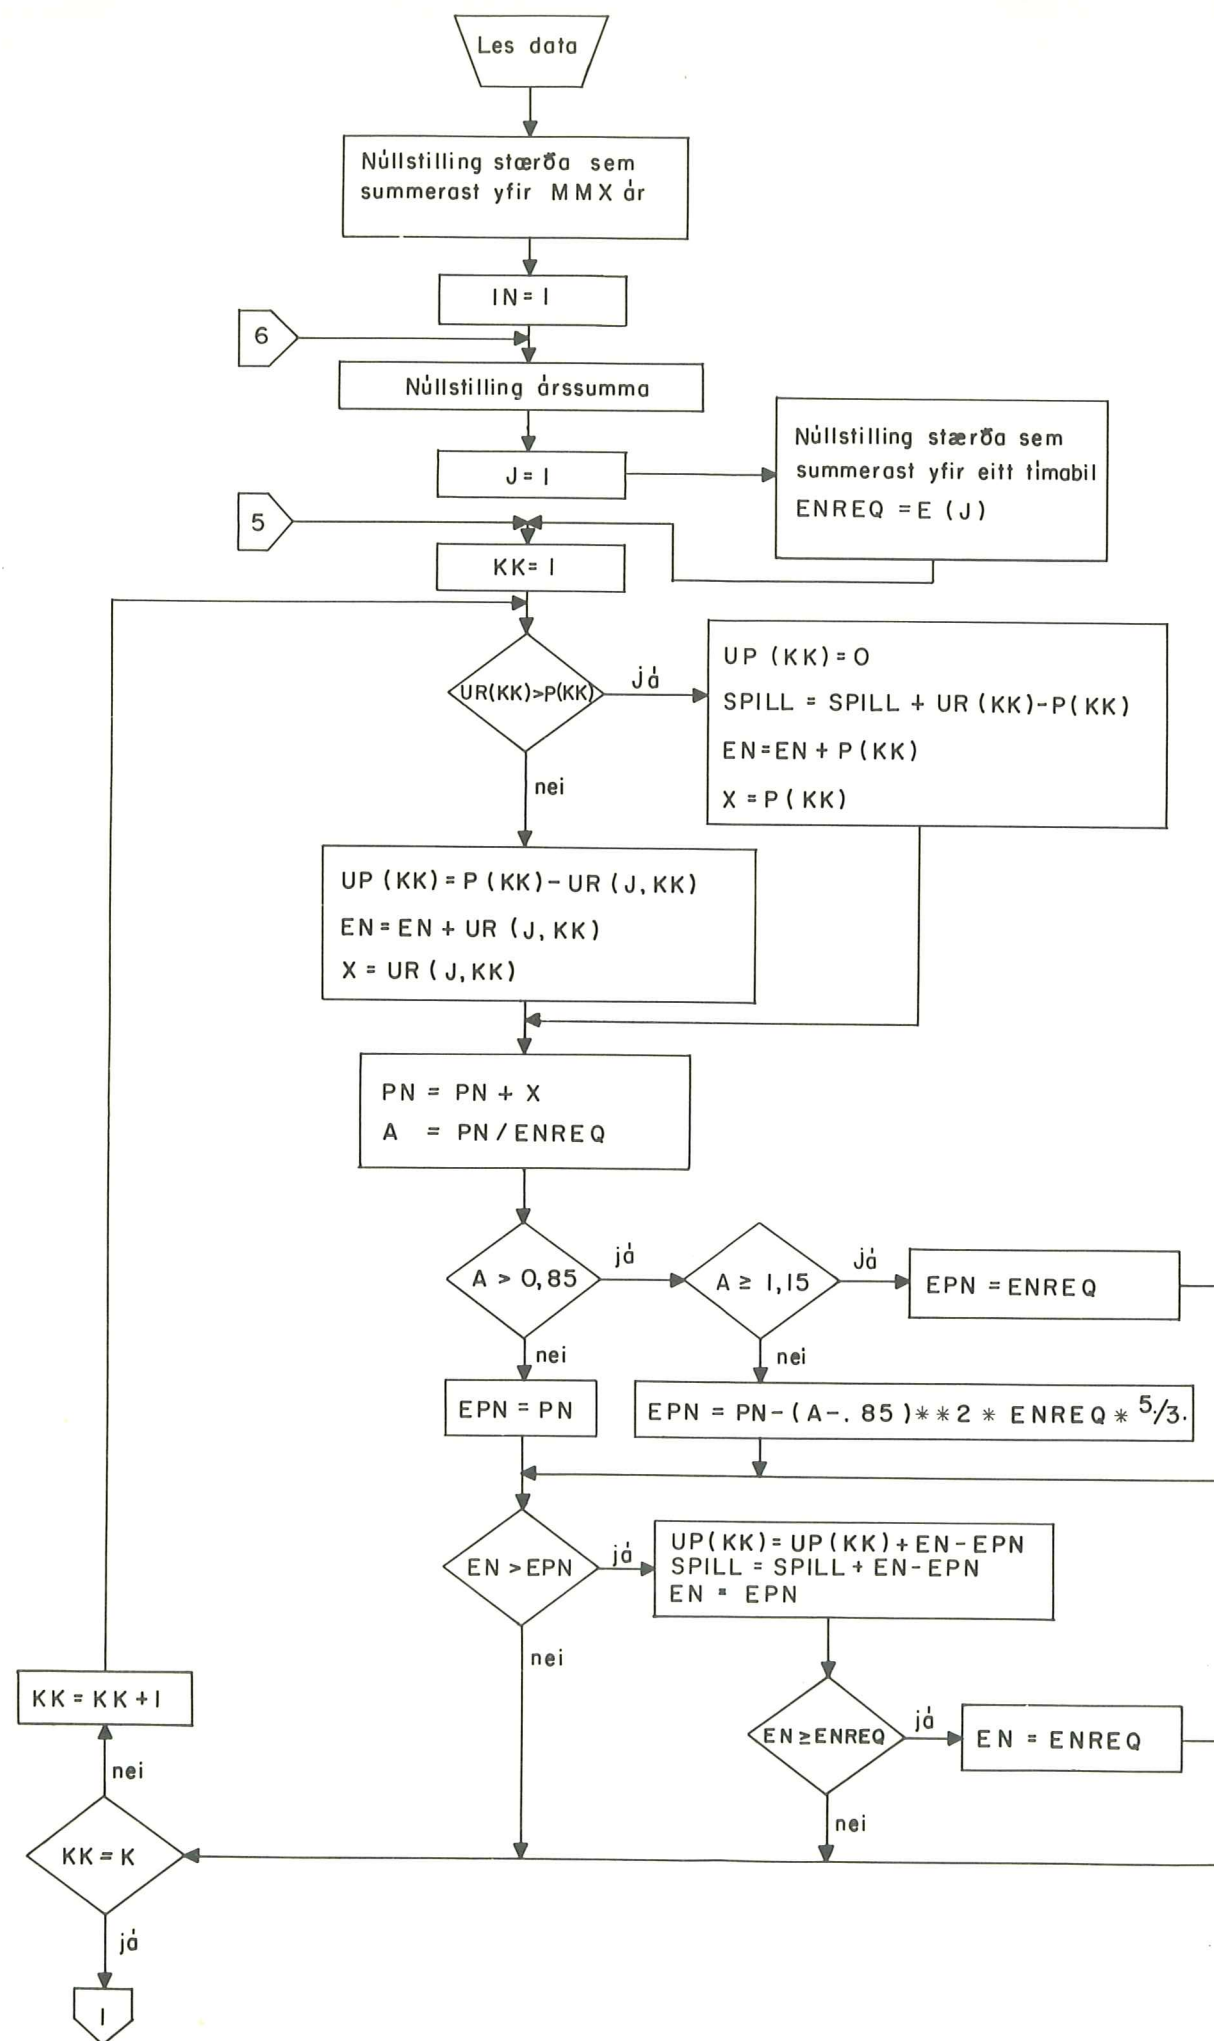 Les data
Núllstilling stærða sem
summerast yfir MMX ár
IN = 1
6
Núllstilling árssumma
J = 1
Núllstilling stærða sem
summerast yfir eitt tímabil
ENREQ = E (J)
5
KK = 1
UR(KK)>P(KK)
Já
nei
UP (KK) = 0
SPILL = SPILL + UR (KK) - P(KK)
EN = EN + P (KK)
X = P (KK)
UP (KK) = P (KK) - UR (J, KK)
EN = EN + UR (J, KK)
X = UR ( J, KK)
PN = PN + X
A = PN / ENREQ
A > 0,85
já
A ≥ 1,15
Já
EPN = ENREQ
nei
nei
EPN = PN
EPN = PN - (A-. 85 ) ** 2 * ENREQ * 5./3.
EN > EPN
já
UP(KK) = UP(KK) + EN - EPN
SPILL = SPILL + EN - EPN
EN = EPN
nei
KK = KK + 1
EN ≥ ENREQ
já
EN = ENREQ
nei
nei
KK = K
já
1